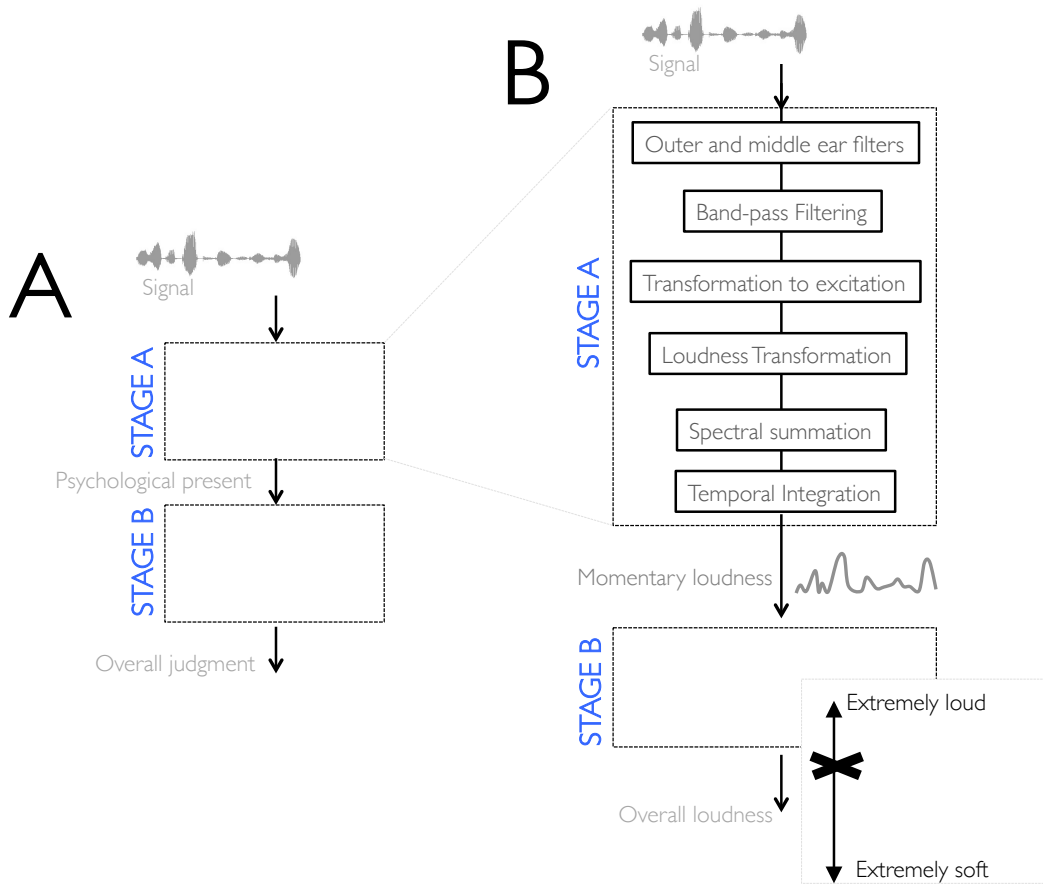 A
Signal
STAGE A
Psychological present
STAGE B
Overall judgment
B
Signal
STAGE A
Outer and middle ear filters
Band-pass Filtering
Transformation to excitation
Loudness Transformation
Spectral summation
Temporal Integration
Momentary loudness
STAGE B
Extremely loud
Overall loudness
Extremely soft